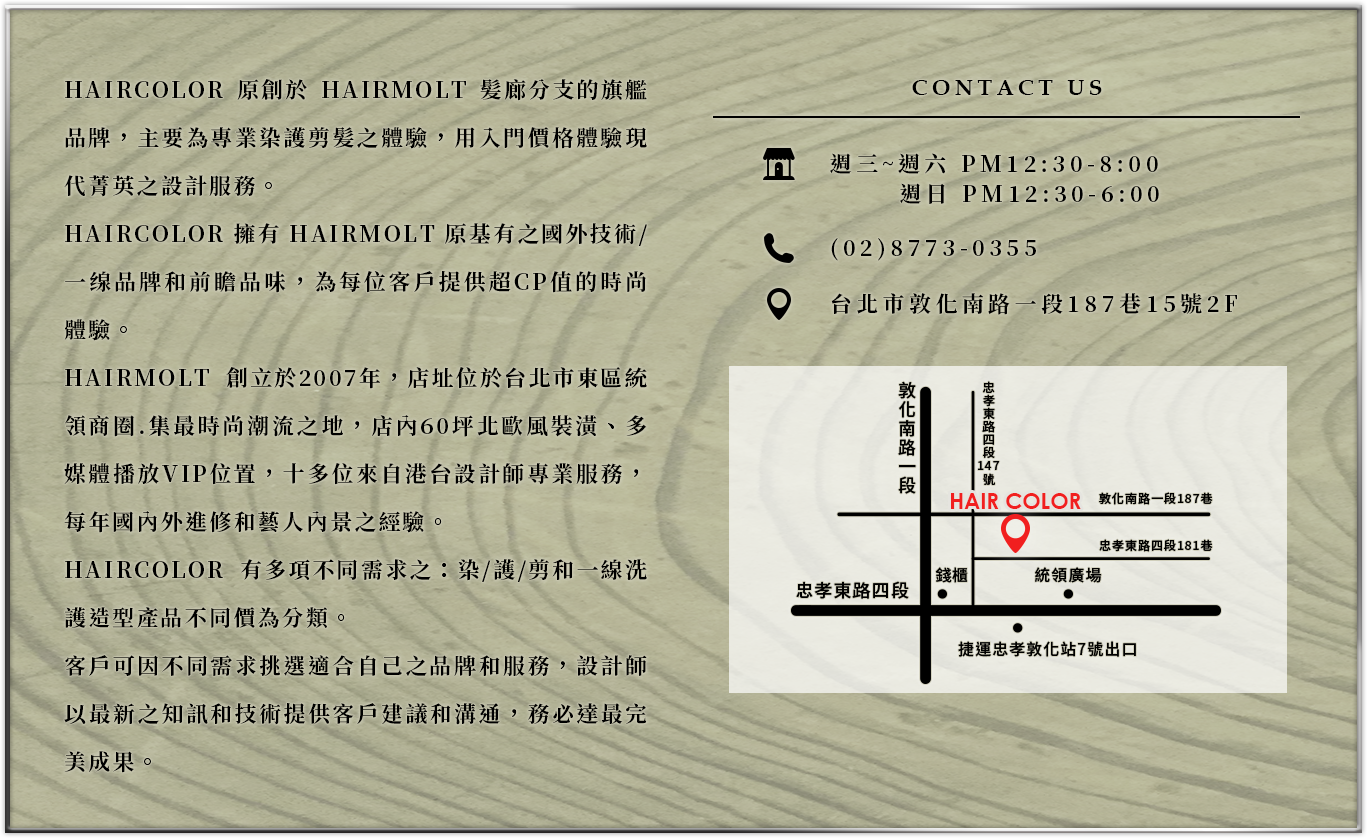 HAIRCOLOR 原創於 HAIRMOLT 髮廊分支的旗艦
品牌，主要為專業染護剪髮之體驗，用入門價格體驗現
代菁英之設計服務。
HAIRCOLOR 擁有 HAIRMOLT 原基有之國外技術/
一線品牌和前瞻品味，為每位客戶提供超CP值的時尚
體驗。
HAIRMOLT 創立於2007年，店址位於台北市東區統
領商圈.集最時尚潮流之地，店內60坪北歐風裝潢、多
媒體播放VIP位置，十多位來自港台設計師專業服務，
每年國內外進修和藝人內景之經驗。
HAIRCOLOR 有多項不同需求之：染/護/剪和一線洗
護造型產品不同價為分類。
客戶可因不同需求挑選適合自己之品牌和服務，設計師
以最新之知訊和技術提供客戶建議和溝通，務必達最完
美成果。
CONTACT US
週三~週六 PM12:30-8:00
週日 PM12:30-6:00
(02)8773-0355
台北市敦化南路一段187巷15號2F
敦化南路一段
忠孝東路四段147號
HAIR COLOR
敦化南路一段187巷
忠孝東路四段181巷
忠孝東路四段
錢櫃
統領廣場
捷運忠孝敦化站7號出口